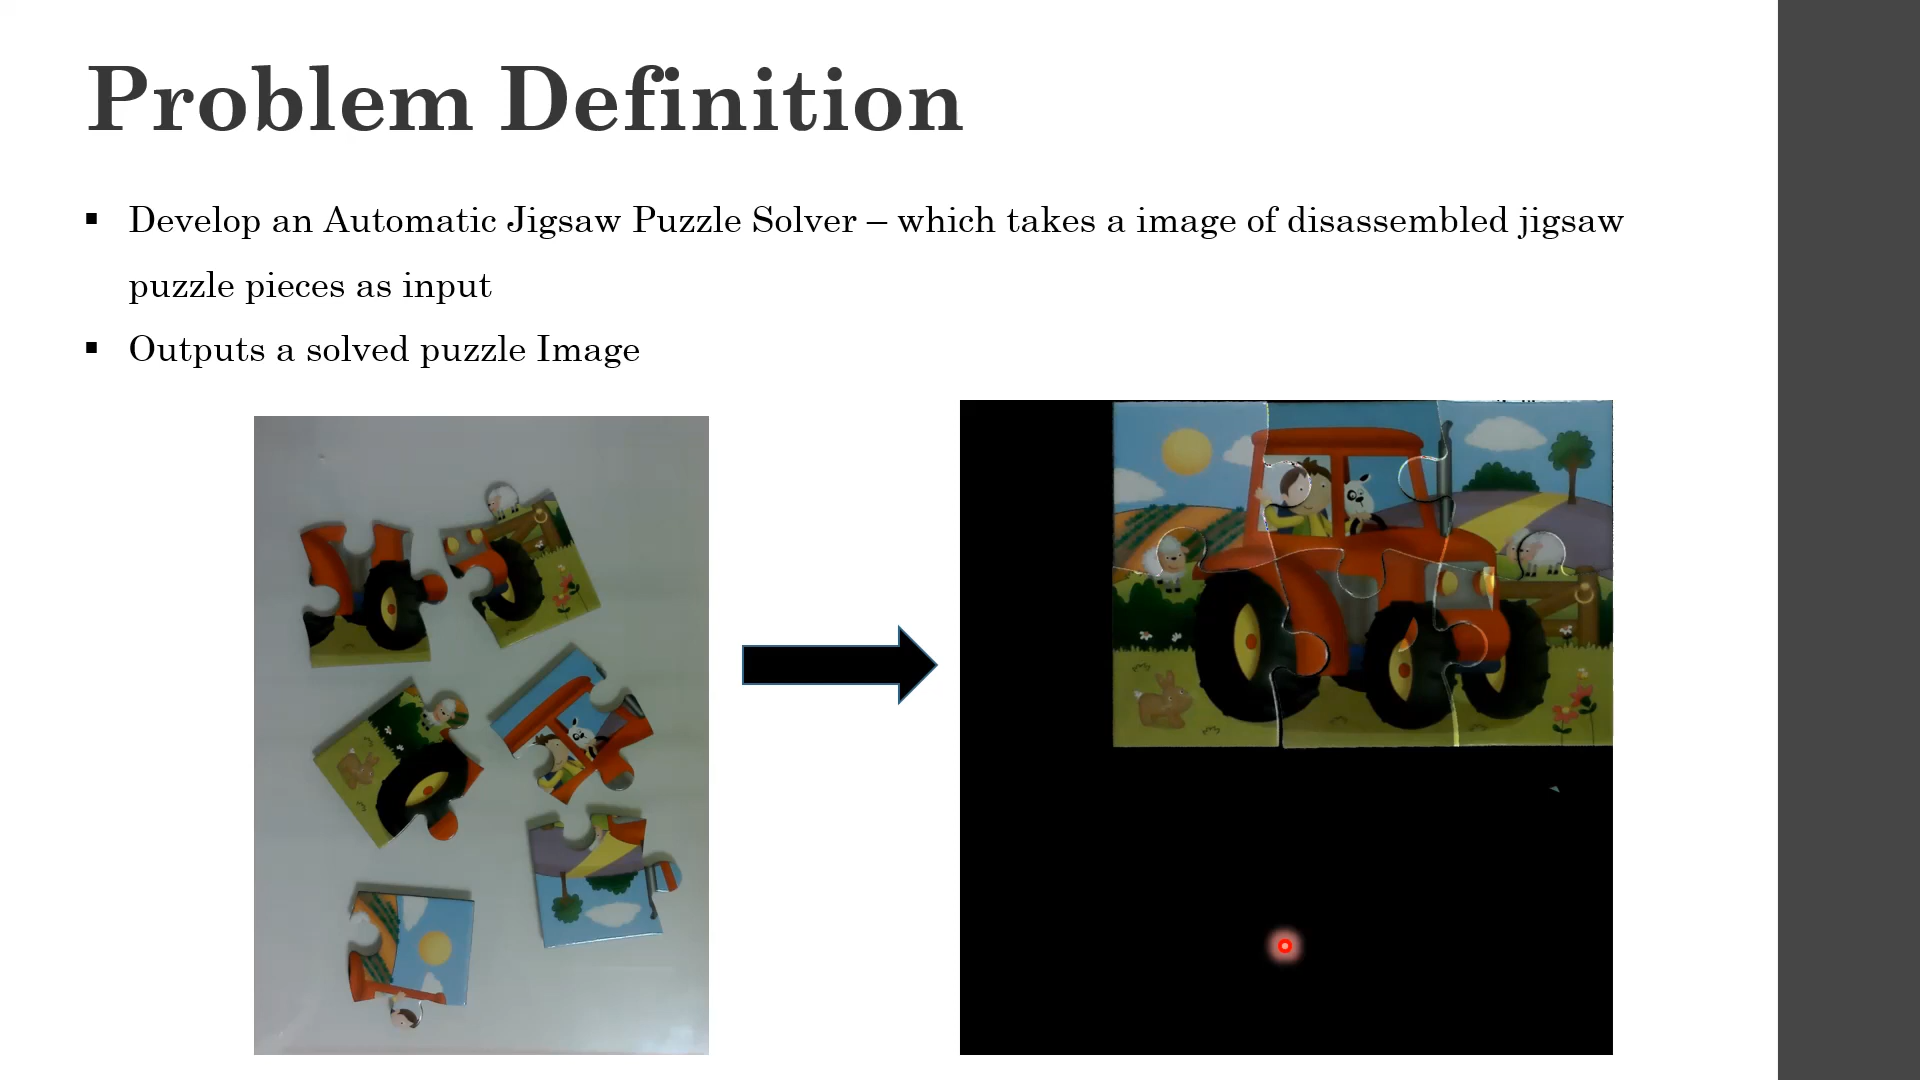 Problem Definition
▪ Develop an Automatic Jigsaw Puzzle Solver – which takes a image of disassembled jigsaw
puzzle pieces as input
▪ Outputs a solved puzzle Image